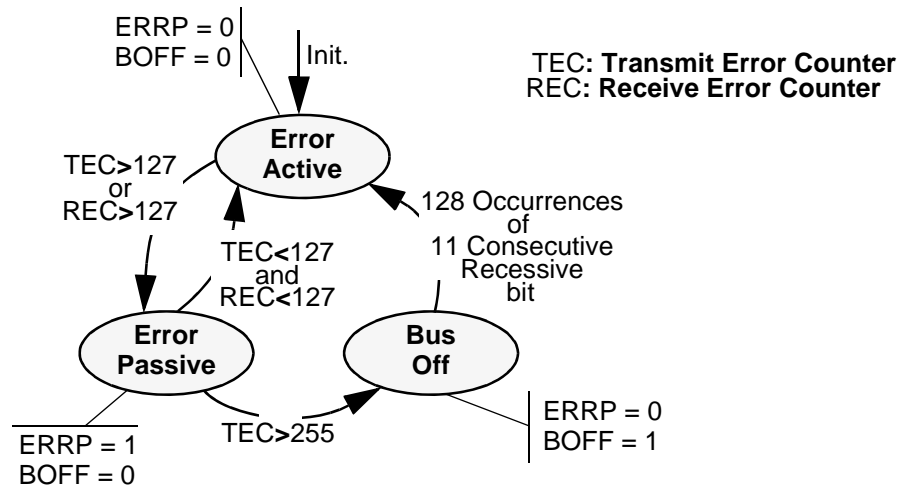 ERRP = 0
BOFF = 0
Init.
TEC: Transmit Error Counter
REC: Receive Error Counter
Error
Active
TEC>127
or
REC>127
TEC<127
and
REC<127
128 Occurrences
of
11 Consecutive
Recessive
bit
Error
Passive
Bus
Off
TEC>255
ERRP = 1
BOFF = 0
ERRP = 0
BOFF = 1